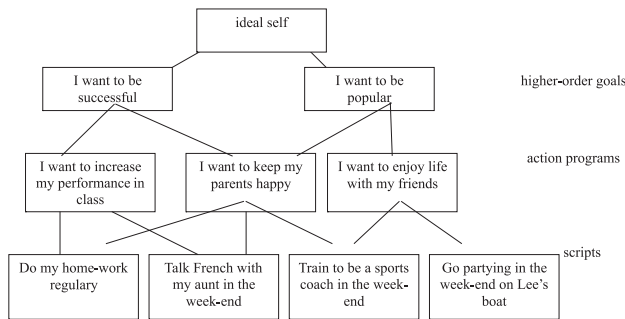 ideal self
I want to be
successful
I want to be
popular
higher-order goals
I want to increase
my performance in
class
I want to keep my
parents happy
I want to enjoy life
with my friends
action programs
Do my home-work
regulary
Talk French with
my aunt in the
week-end
Train to be a sports
coach in the week-
end
Go partying in the
week-end on Lee's
boat
scripts